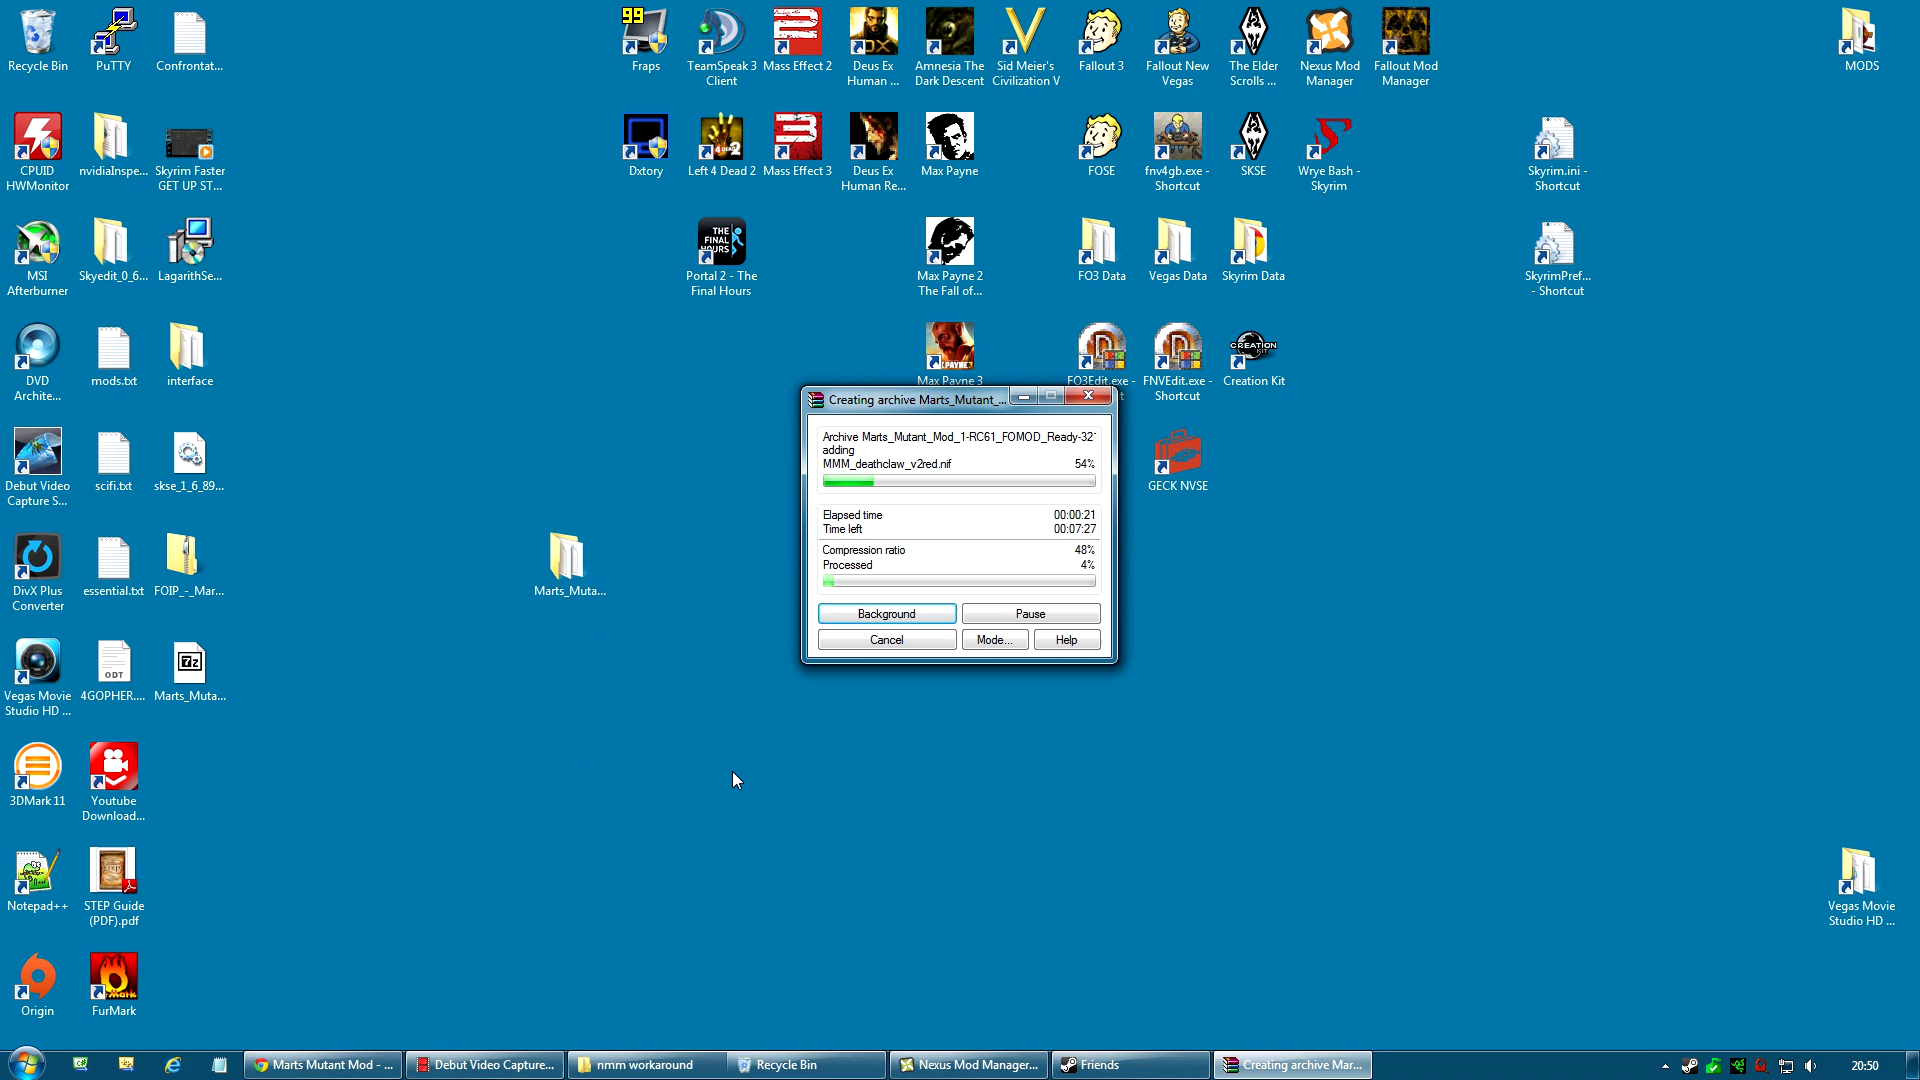 Recycle Bin
PuTTY
Confrontat...
99
Fraps
TeamSpeak 3
Client
Mass Effect 2
Deus Ex
Human ...
Amnesia The
Dark Descent
Sid Meier's
Civilization V
Fallout 3
Fallout New
Vegas
The Elder
Scrolls ...
Nexus Mod
Manager
Fallout Mod
Manager
MODS
CPUID
HWMonitor
nvidiaInspe...
Skyrim Faster
GET UP ST...
Dxtory
Left 4 Dead 2
Mass Effect 3
Deus Ex
Human Re...
Max Payne
FOSE
fnv4gb.exe -
Shortcut
SKSE
Wrye Bash -
Skyrim
Skyrim.ini -
Shortcut
MSI
Afterburner
Skyedit_0_6...
LagarithSe...
THE
FINAL
HOURS
Portal 2 - The
Final Hours
Max Payne 2
The Fall of...
FO3 Data
Vegas Data
Skyrim Data
SkyrimPref...
- Shortcut
DVD
Archite...
mods.txt
interface
Max Payne 3
FO3Edit.exe -
FNVEdit.exe -
Shortcut
CREATION
KIT
Creation Kit
Debut Video
Capture S...
scifi.txt
skse_1_6_89...
GECK NVSE
Creating archive Marts_Mutant_...
Archive Marts_Mutant_Mod_1-RC61_FOMOD_Ready-32
adding
MMM_deathclaw_v2red.nif 54%
Elapsed time 00:00:21
Time left 00:07:27
Compression ratio 48%
Processed 4%
Background
Pause
Cancel
Mode...
Help
DivX Plus
Converter
essential.txt
FOIP_-_Mar...
Marts_Muta...
Vegas Movie
Studio HD ...
ODT
4GOPHER....
7z
Marts_Muta...
3DMark 11
Youtube
Download...
Notepad++
STEP Guide
(PDF).pdf
Vegas Movie
Studio HD ...
Origin
FurMark
Marts Mutant Mod - ...
Debut Video Capture...
nmm workaround
Recycle Bin
Nexus Mod Manager...
Friends
Creating archive Mar...
20:50